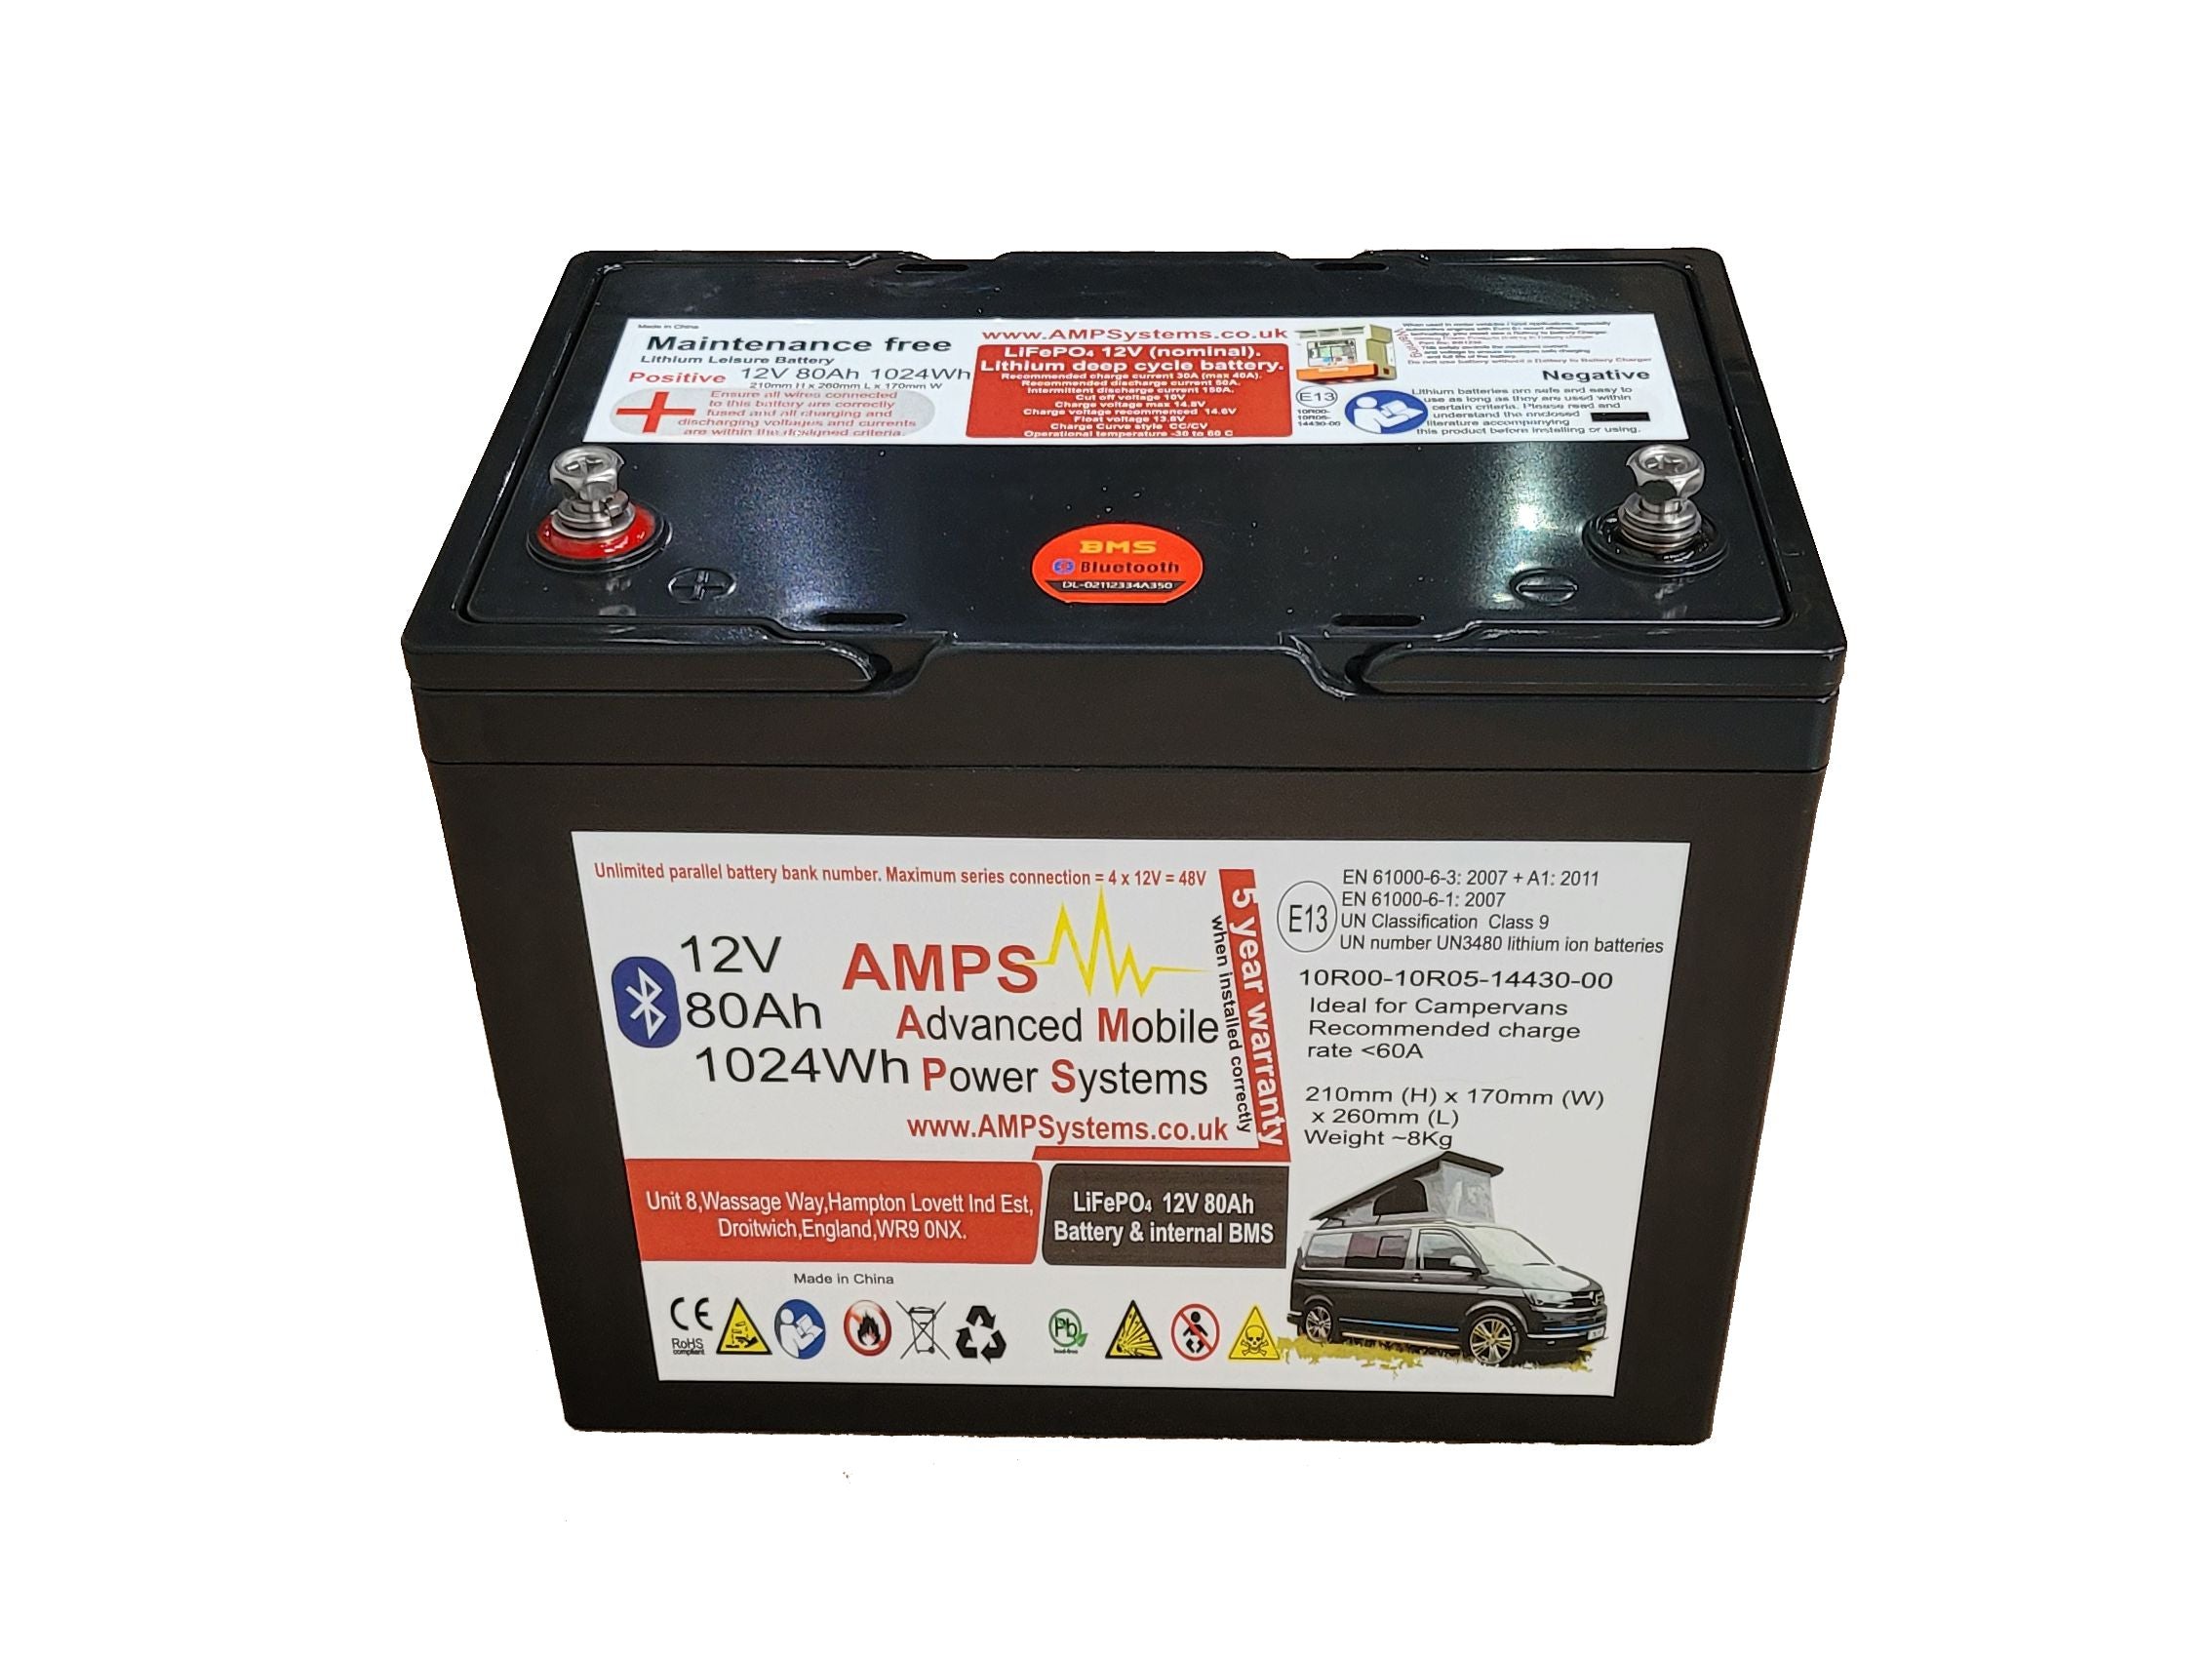 Made in China
Maintenance free
Lithium Leisure Battery
Positive
12V 80Ah 1024Wh
210mm H x 260mm L x 170mm W
Ensure all wires connected
to this battery are correctly
fused and all charging and
discharging voltages and currents
are within the designed criteria.
www.AMPSystems.co.uk
LiFePO4 12V (nominal).
Lithium deep cycle battery.
Recommended charge current 30A (max 40A).
Recommended discharge current 50A.
Intermittent discharge current 150A.
Cut off voltage 10V
Charge voltage max 14.8V
Charge voltage recommenced 14.6V
Float voltage 13.8V
Charge Curve style CC/CV
Operational temperature -30 to 60 C
Warning
Do not use battery without a Battery to Battery Charger
Negative
E13
10R00-
10R05-
14430-00
Lithium batteries are safe and easy to
use as long as they are used within
certain criteria. Please read and
understand the enclosed
literature accompanying
this product before installing or using.
BMS
Bluetooth
DL-02112334A350
Unlimited parallel battery bank number. Maximum series connection = 4 x 12V = 48V
12V
80Ah
1024Wh
AMPS
Advanced Mobile
Power Systems
www.AMPSystems.co.uk
5 year warranty
when installed correctly
E13
EN 61000-6-3: 2007 + A1: 2011
EN 61000-6-1: 2007
UN Classification Class 9
UN number UN3480 lithium ion batteries
10R00-10R05-14430-00
Ideal for Campervans
Recommended charge
rate <60A
210mm (H) x 170mm (W)
x 260mm (L)
Weight ~8Kg
Unit 8,Wassage Way,Hampton Lovett Ind Est,
Droitwich,England,WR9 0NX.
LiFePO4 12V 80Ah
Battery & internal BMS
Made in China
CE
RoHS
compliant
Pb
lead-free